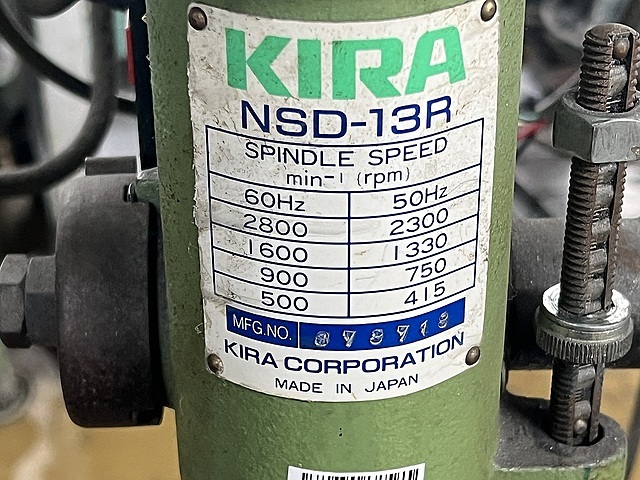 KIRA
NSD-13R
SPINDLE SPEED
min⁻¹ (rpm)
60Hz 50Hz
2800 2300
1600 1330
900 750
500 415
MFG.NO.
KIRA CORPORATION
MADE IN JAPAN